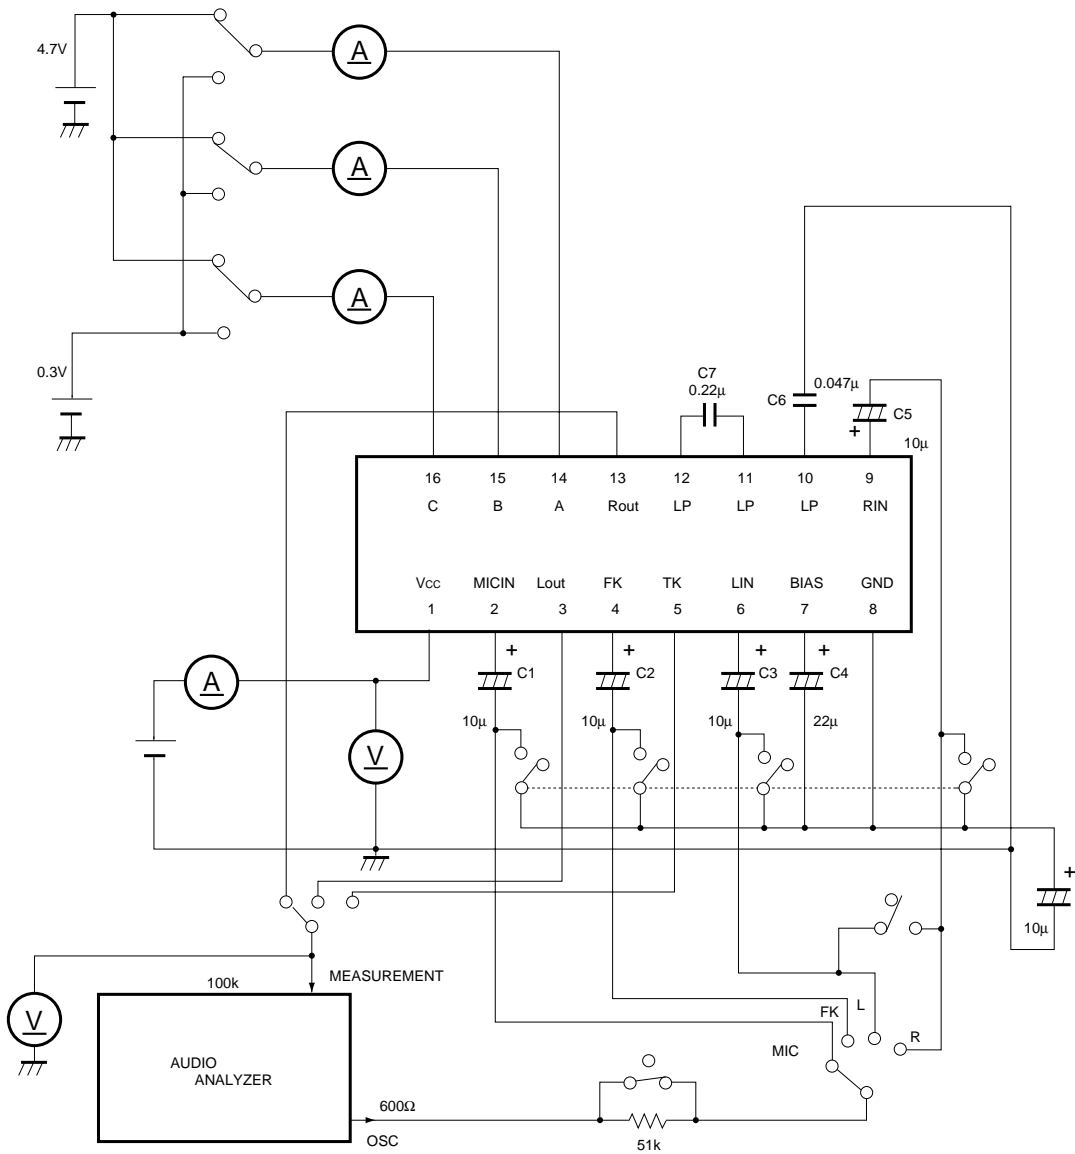 4.7V
A
A
A
0.3V
C7
0.22μ
C6
0.047μ
C5
+
10μ
16 15 14 13 12 11 10 9
C B A Rout LP LP LP RIN
Vcc MICIN Lout FK TK LIN BIAS GND
1 2 3 4 5 6 7 8
+ + + +
C1 C2 C3 C4
A
10μ 10μ 10μ 22μ
V
+
10μ
MEASUREMENT
100k
V
FK L
R
MIC
AUDIO
ANALYZER
600Ω
OSC
51k